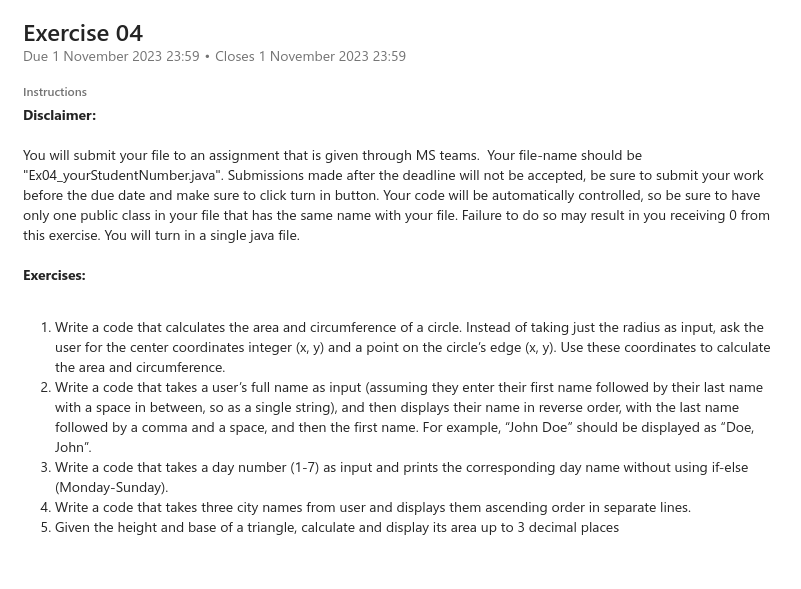 Exercise 04
Due 1 November 2023 23:59 • Closes 1 November 2023 23:59
Instructions
Disclaimer:
You will submit your file to an assignment that is given through MS teams.  Your file-name should be
"Ex04_yourStudentNumber.java". Submissions made after the deadline will not be accepted, be sure to submit your work
before the due date and make sure to click turn in button. Your code will be automatically controlled, so be sure to have
only one public class in your file that has the same name with your file. Failure to do so may result in you receiving 0 from
this exercise. You will turn in a single java file.
Exercises:
1. Write a code that calculates the area and circumference of a circle. Instead of taking just the radius as input, ask the
user for the center coordinates integer (x, y) and a point on the circle’s edge (x, y). Use these coordinates to calculate
the area and circumference.
2. Write a code that takes a user’s full name as input (assuming they enter their first name followed by their last name
with a space in between, so as a single string), and then displays their name in reverse order, with the last name
followed by a comma and a space, and then the first name. For example, “John Doe” should be displayed as “Doe,
John”.
3. Write a code that takes a day number (1-7) as input and prints the corresponding day name without using if-else
(Monday-Sunday).
4. Write a code that takes three city names from user and displays them ascending order in separate lines.
5. Given the height and base of a triangle, calculate and display its area up to 3 decimal places